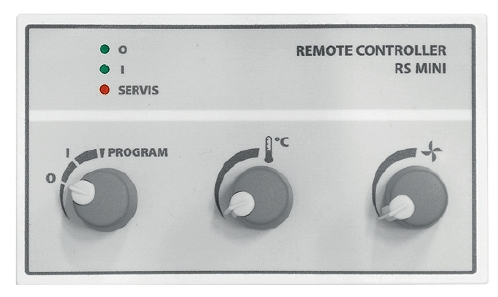 O
I
SERVIS
REMOTE CONTROLLER
RS MINI
O
I
PROGRAM
°C